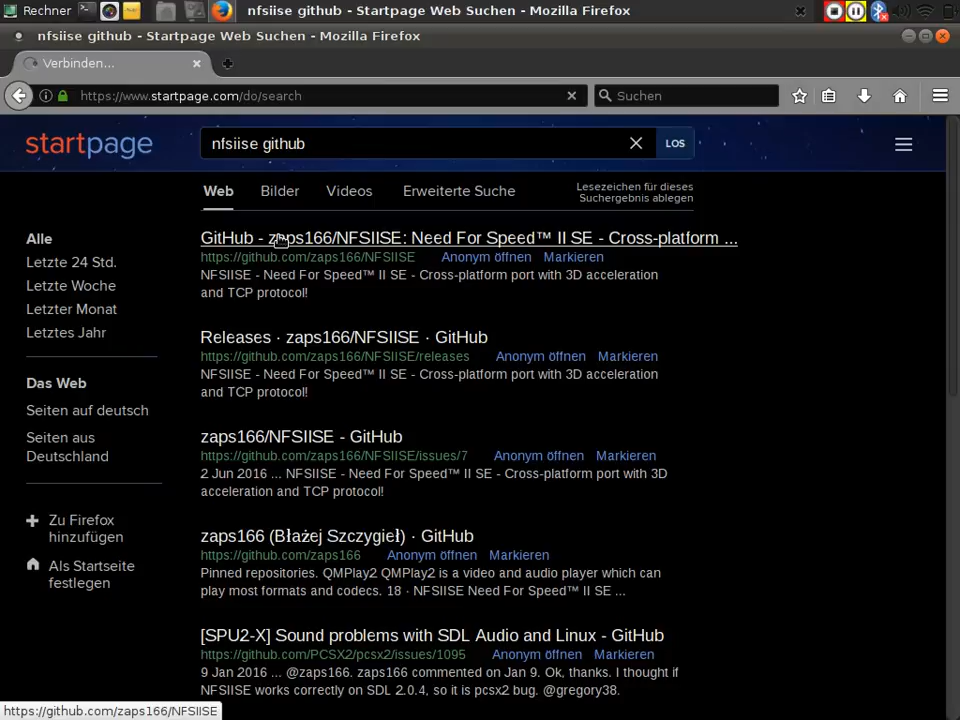 Rechner
nfsiise github - Startpage Web Suchen - Mozilla Firefox
nfsiise github - Startpage Web Suchen - Mozilla Firefox
Verbinden...
https://www.startpage.com/do/search
Suchen
startpage
nfsiise github
LOS
Web
Bilder
Videos
Erweiterte Suche
Lesezeichen für dieses
Suchergebnis ablegen
Alle
Letzte 24 Std.
Letzte Woche
Letzter Monat
Letztes Jahr
Das Web
Seiten auf deutsch
Seiten aus
Deutschland
Zu Firefox
hinzufügen
Als Startseite
festlegen
GitHub - zaps166/NFSIISE: Need For Speed™ II SE - Cross-platform ...
https://github.com/zaps166/NFSIISE Anonym öffnen Markieren
NFSIISE - Need For Speed™ II SE - Cross-platform port with 3D acceleration
and TCP protocol!
Releases · zaps166/NFSIISE · GitHub
https://github.com/zaps166/NFSIISE/releases Anonym öffnen Markieren
NFSIISE - Need For Speed™ II SE - Cross-platform port with 3D acceleration
and TCP protocol!
zaps166/NFSIISE - GitHub
https://github.com/zaps166/NFSIISE/issues/7 Anonym öffnen Markieren
2 Jun 2016 ... NFSIISE - Need For Speed™ II SE - Cross-platform port with 3D
acceleration and TCP protocol!
zaps166 (Błażej Szczygieł) · GitHub
https://github.com/zaps166 Anonym öffnen Markieren
Pinned repositories. QMPlay2 QMPlay2 is a video and audio player which can
play most formats and codecs. 18 · NFSIISE Need For Speed™ II SE ...
[SPU2-X] Sound problems with SDL Audio and Linux - GitHub
https://github.com/PCSX2/pcsx2/issues/1095 Anonym öffnen Markieren
9 Jan 2016 ... @zaps166. zaps166 commented on Jan 9. Ok, thanks. I thought if
NFSIISE works correctly on SDL 2.0.4, so it is pcsx2 bug. @gregory38.
https://github.com/zaps166/NFSIISE